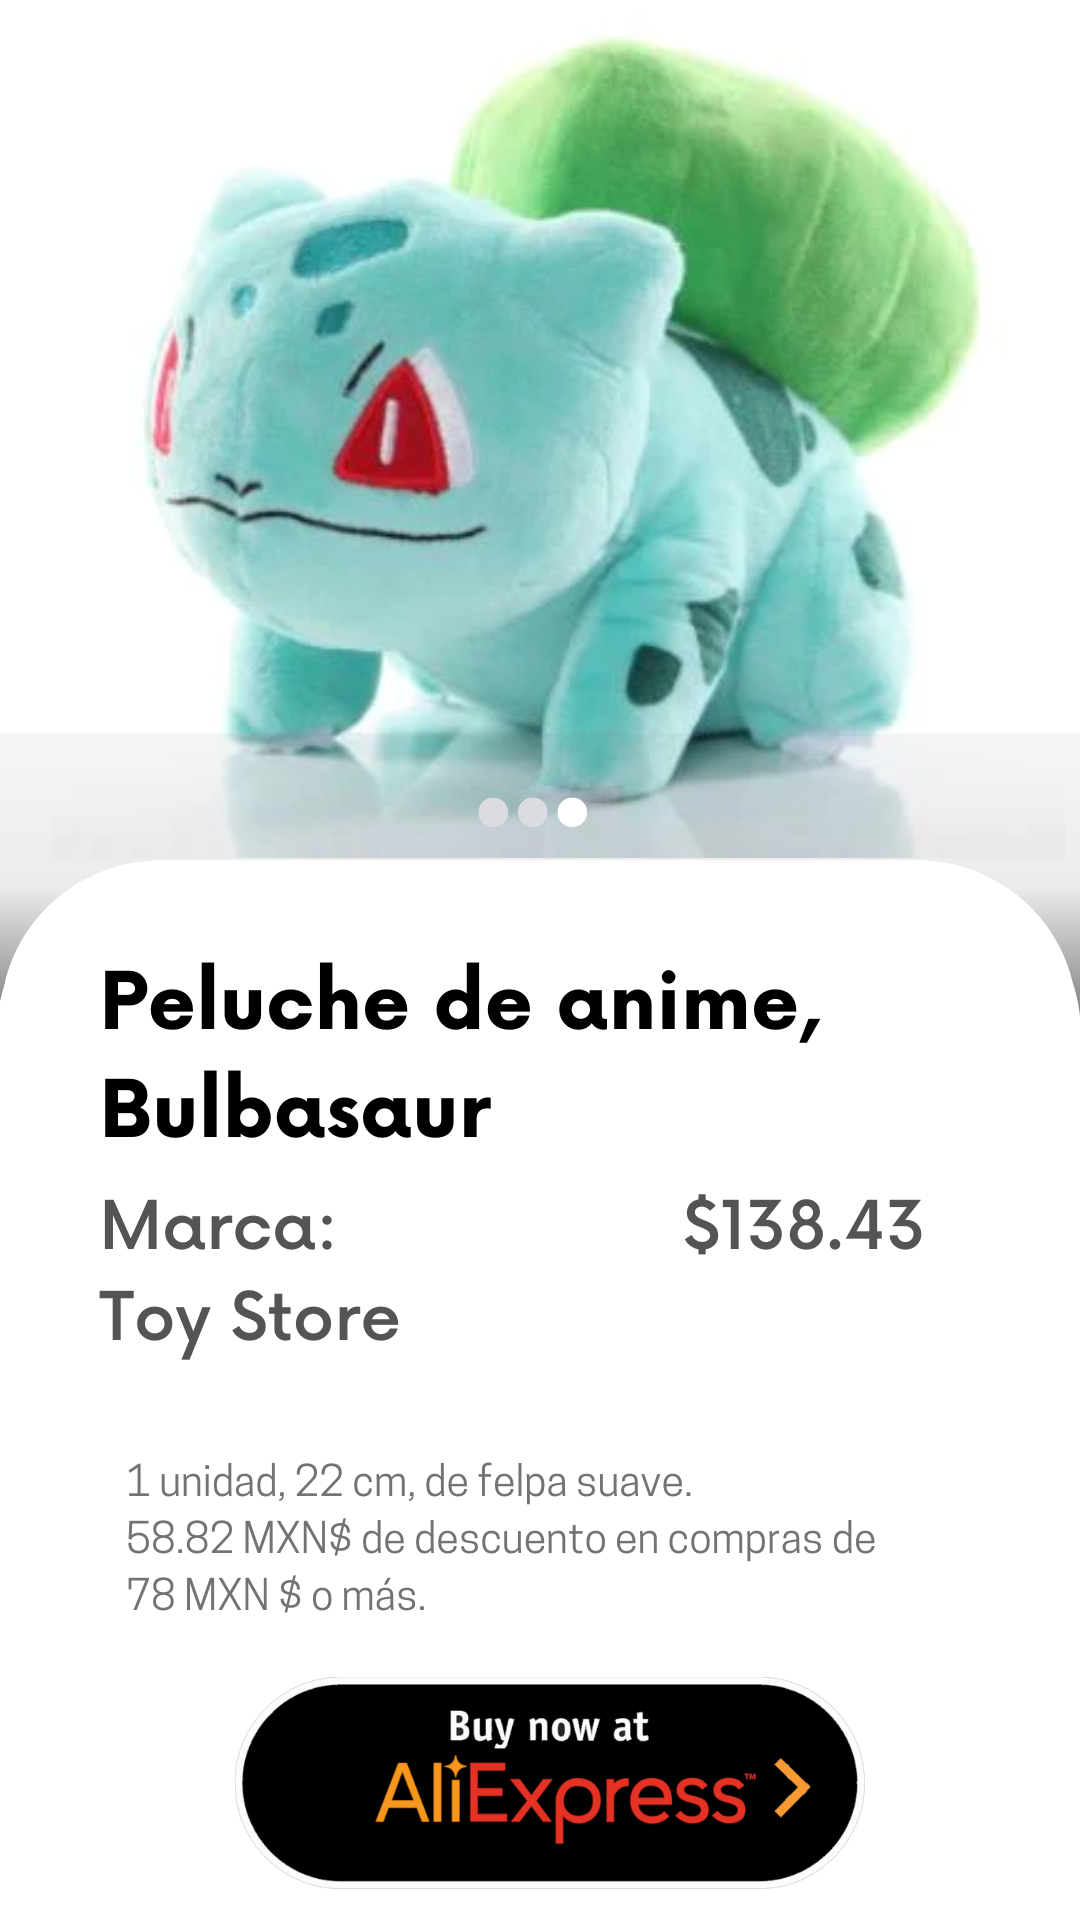 Peluche de anime,
Bulbasaur
Marca:
$138.43
Toy Store
1 unidad, 22 cm, de felpa suave.
58.82 MXN$ de descuento en compras de
78 MXN $ o más.
Buy now at
AliExpress™